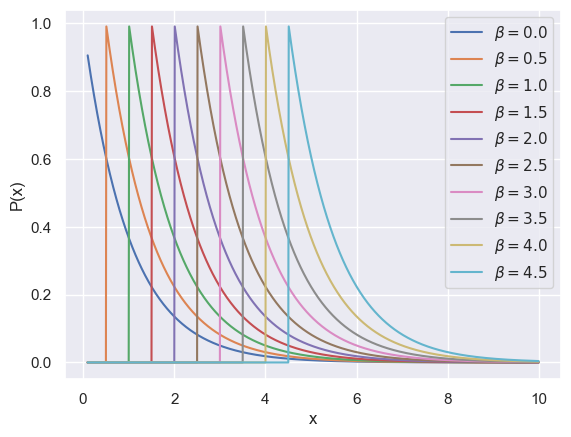 1.0
0.8
0.6
0.4
0.2
0.0
P(x)
0
2
4
6
8
10
x
β = 0.0
β = 0.5
β = 1.0
β = 1.5
β = 2.0
β = 2.5
β = 3.0
β = 3.5
β = 4.0
β = 4.5